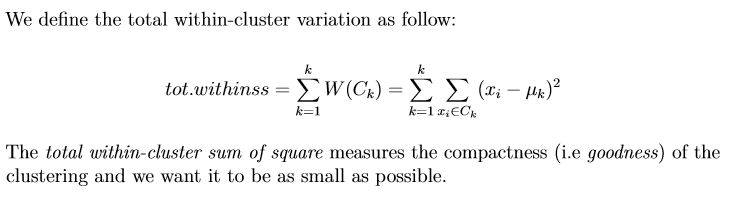 We define the total within-cluster variation as follow:
tot.withinss = \sum_{k=1}^{k} W(C_k) = \sum_{k=1}^{k} \sum_{x_i \in C_k} (x_i − μ_k)^2
The total within-cluster sum of square measures the compactness (i.e goodness) of the
clustering and we want it to be as small as possible.